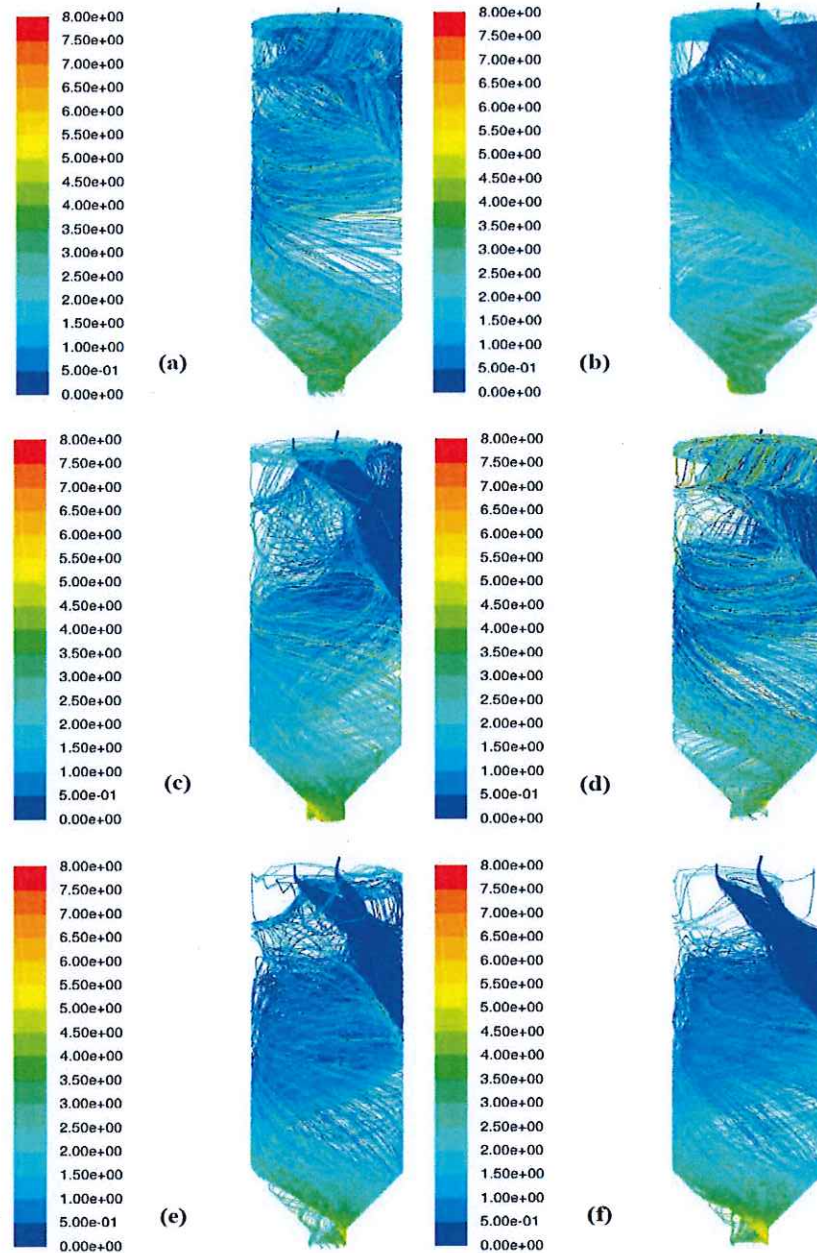 8.00e+00
7.50e+00
7.00e+00
6.50e+00
6.00e+00
5.50e+00
5.00e+00
4.50e+00
4.00e+00
3.50e+00
3.00e+00
2.50e+00
2.00e+00
1.50e+00
1.00e+00
5.00e-01
0.00e+00
(a)
8.00e+00
7.50e+00
7.00e+00
6.50e+00
6.00e+00
5.50e+00
5.00e+00
4.50e+00
4.00e+00
3.50e+00
3.00e+00
2.50e+00
2.00e+00
1.50e+00
1.00e+00
5.00e-01
0.00e+00
(b)
8.00e+00
7.50e+00
7.00e+00
6.50e+00
6.00e+00
5.50e+00
5.00e+00
4.50e+00
4.00e+00
3.50e+00
3.00e+00
2.50e+00
2.00e+00
1.50e+00
1.00e+00
5.00e-01
0.00e+00
(c)
8.00e+00
7.50e+00
7.00e+00
6.50e+00
6.00e+00
5.50e+00
5.00e+00
4.50e+00
4.00e+00
3.50e+00
3.00e+00
2.50e+00
2.00e+00
1.50e+00
1.00e+00
5.00e-01
0.00e+00
(d)
8.00e+00
7.50e+00
7.00e+00
6.50e+00
6.00e+00
5.50e+00
5.00e+00
4.50e+00
4.00e+00
3.50e+00
3.00e+00
2.50e+00
2.00e+00
1.50e+00
1.00e+00
5.00e-01
0.00e+00
(e)
8.00e+00
7.50e+00
7.00e+00
6.50e+00
6.00e+00
5.50e+00
5.00e+00
4.50e+00
4.00e+00
3.50e+00
3.00e+00
2.50e+00
2.00e+00
1.50e+00
1.00e+00
5.00e-01
0.00e+00
(f)